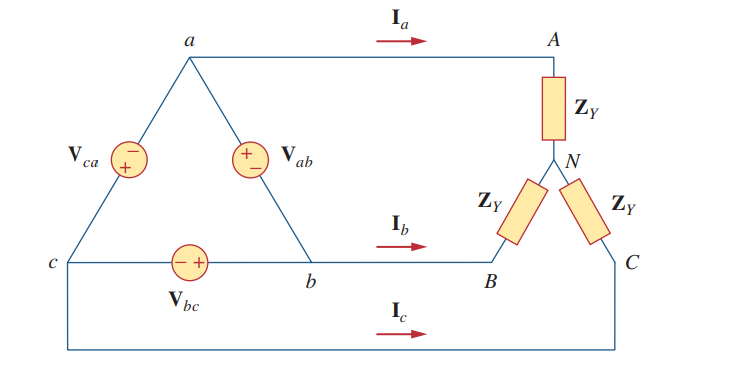 I_a
a
A
Z_Y
−
+
V_ca
+
−
V_ab
N
Z_Y
Z_Y
I_b
c
− +
b
B
C
V_bc
I_c